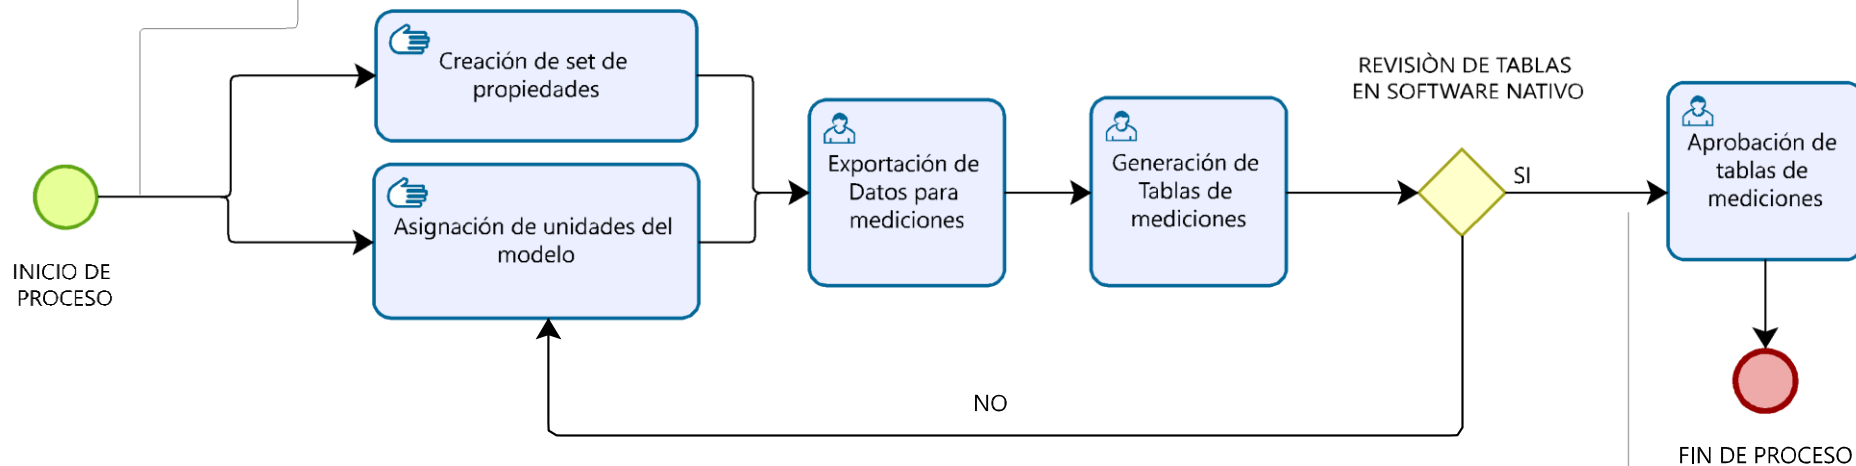 INICIO DE
PROCESO
Creación de set de
propiedades
Asignación de unidades del
modelo
Exportación de
Datos para
mediciones
Generación de
Tablas de
mediciones
REVISIÒN DE TABLAS
EN SOFTWARE NATIVO
SI
NO
Aprobación de
tablas de
mediciones
FIN DE PROCESO